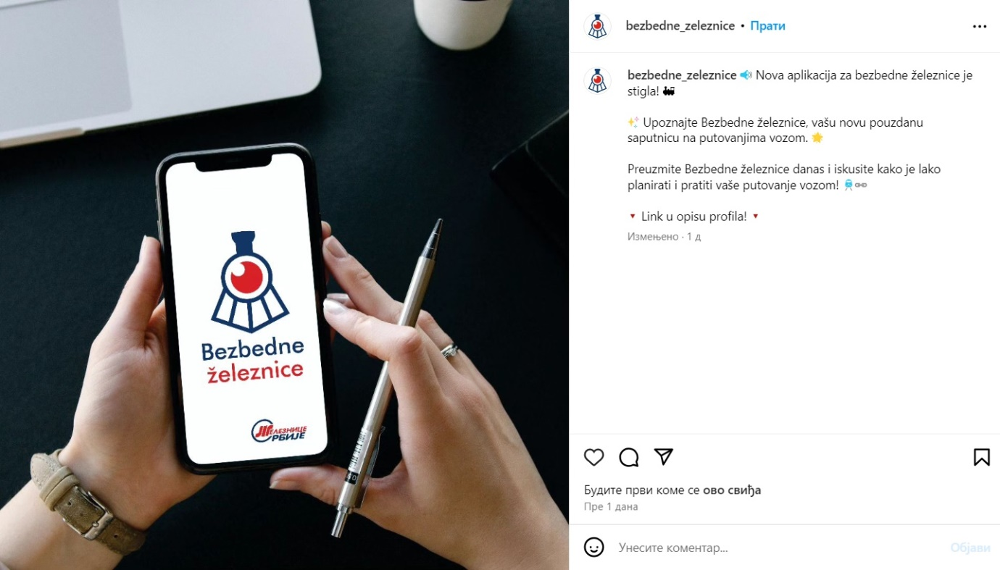 Bezbedne
železnice
ЖЕЛЕЗНИЦЕ
СРБИЈЕ
bezbedne_zeleznice • Прати
bezbedne_zeleznice Nova aplikacija za bezbedne železnice je
stigla!
Upoznajte Bezbedne železnice, vašu novu pouzdanu
saputnicu na putovanjima vozom.
Preuzmite Bezbedne železnice danas i iskusite kako je lako
planirati i pratiti vaše putovanje vozom!
Link u opisu profila!
Измењено · 1 д
Будите први коме се ово свиђа
Пре 1 дана
Унесите коментар...
Објави